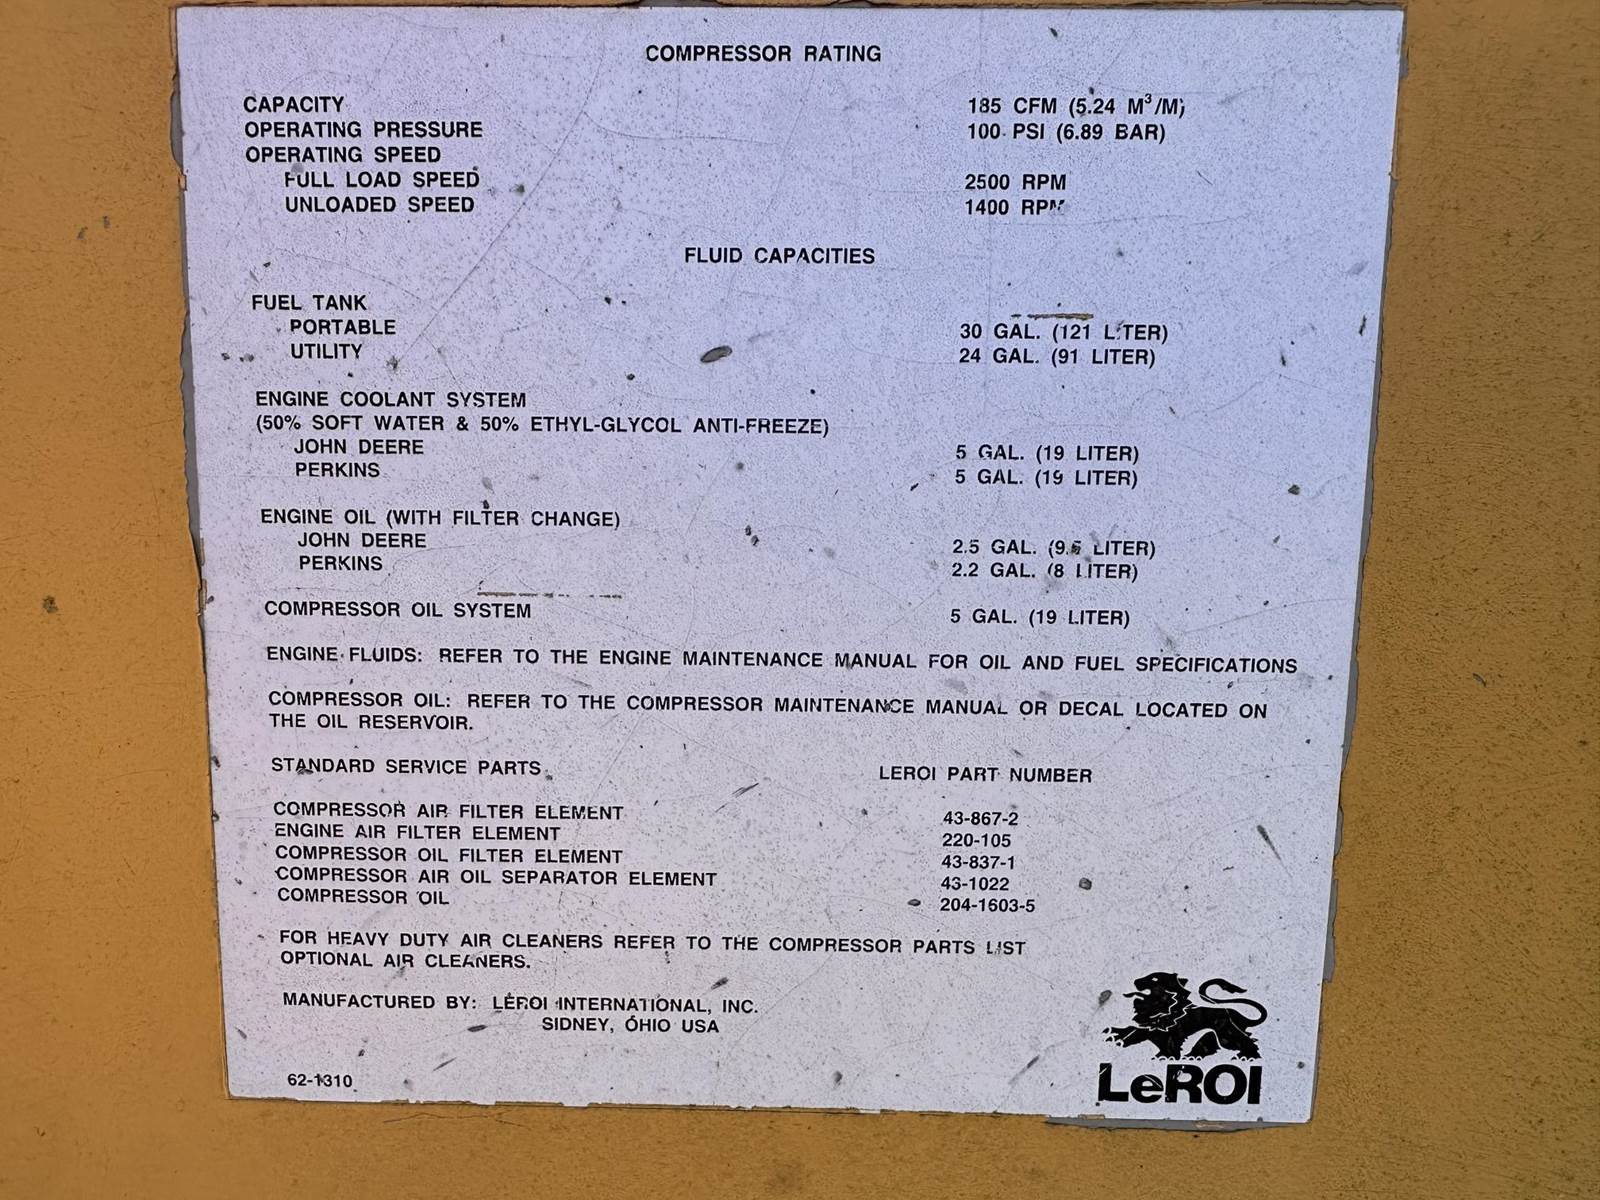 COMPRESSOR RATING
CAPACITY 185 CFM (5.24 M³/M)
OPERATING PRESSURE 100 PSI (6.89 BAR)
OPERATING SPEED
FULL LOAD SPEED 2500 RPM
UNLOADED SPEED 1400 RPM
FLUID CAPACITIES
FUEL TANK
PORTABLE 30 GAL. (121 LITER)
UTILITY 24 GAL. (91 LITER)
ENGINE COOLANT SYSTEM
(50% SOFT WATER & 50% ETHYL-GLYCOL ANTI-FREEZE)
JOHN DEERE 5 GAL. (19 LITER)
PERKINS 5 GAL. (19 LITER)
ENGINE OIL (WITH FILTER CHANGE)
JOHN DEERE 2.5 GAL. (9.5 LITER)
PERKINS 2.2 GAL. (8 LITER)
COMPRESSOR OIL SYSTEM 5 GAL. (19 LITER)
ENGINE FLUIDS: REFER TO THE ENGINE MAINTENANCE MANUAL FOR OIL AND FUEL SPECIFICATIONS
COMPRESSOR OIL: REFER TO THE COMPRESSOR MAINTENANCE MANUAL OR DECAL LOCATED ON
THE OIL RESERVOIR.
STANDARD SERVICE PARTS LEROI PART NUMBER
COMPRESSOR AIR FILTER ELEMENT 43-867-2
ENGINE AIR FILTER ELEMENT 220-105
COMPRESSOR OIL FILTER ELEMENT 43-837-1
COMPRESSOR AIR OIL SEPARATOR ELEMENT 43-1022
COMPRESSOR OIL 204-1603-5
FOR HEAVY DUTY AIR CLEANERS REFER TO THE COMPRESSOR PARTS LIST
OPTIONAL AIR CLEANERS.
MANUFACTURED BY: LEROI INTERNATIONAL, INC.
SIDNEY, OHIO USA
62-1310
LeROI